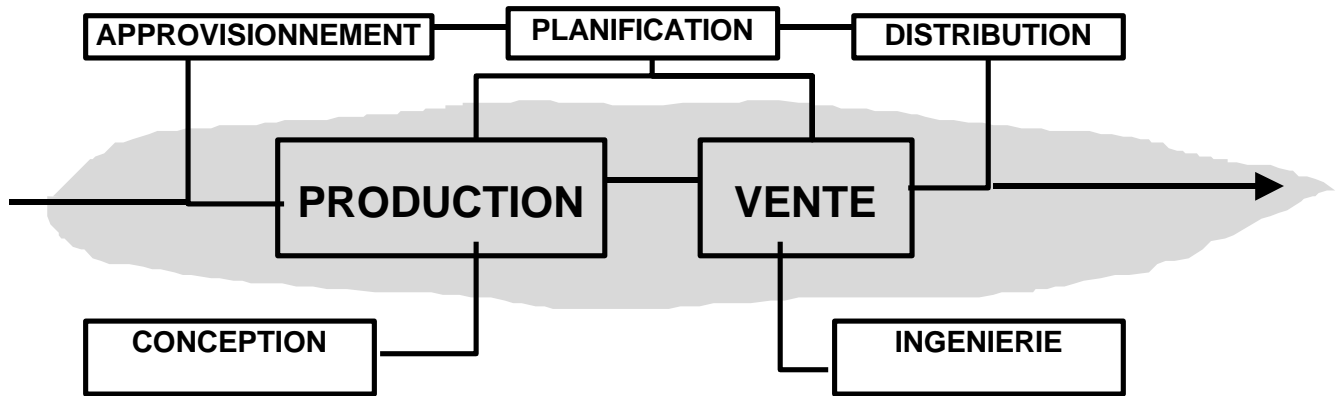 APPROVISIONNEMENT
PLANIFICATION
DISTRIBUTION
PRODUCTION
VENTE
CONCEPTION
INGENIERIE